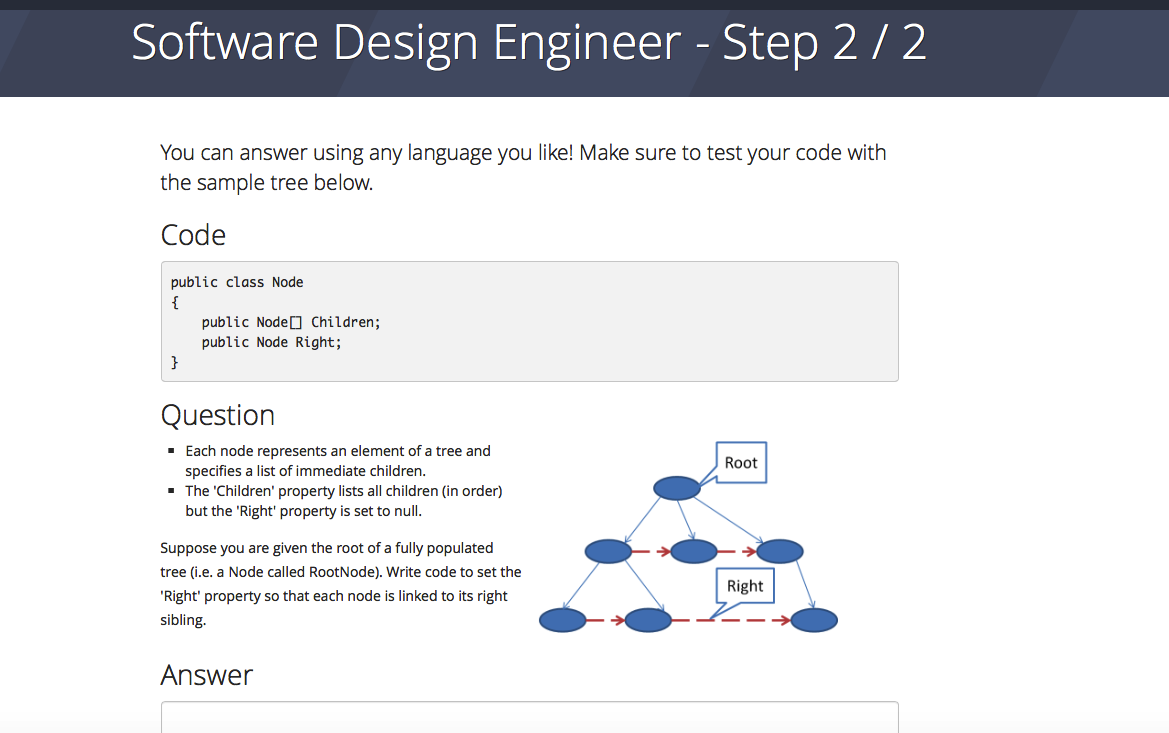 Software Design Engineer - Step 2 / 2
You can answer using any language you like! Make sure to test your code with
the sample tree below.
Code
public class Node
{
    public Node[] Children;
    public Node Right;
}
Question
▪ Each node represents an element of a tree and
specifies a list of immediate children.
▪ The 'Children' property lists all children (in order)
but the 'Right' property is set to null.
Suppose you are given the root of a fully populated
tree (i.e. a Node called RootNode). Write code to set the
'Right' property so that each node is linked to its right
sibling.
Root
Right
Answer